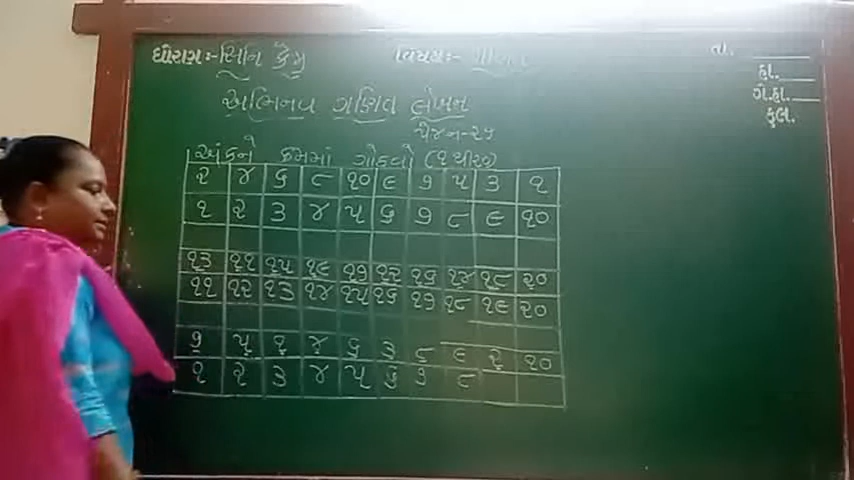 ધોરણ:- સિનિ કેજી વિષય:- ગણિત તા.
હા.
ગે.હા.
કુલ.
અભિનવ ગણિત લેખન
પેજ નં-૨૫
અંકને ક્રમમાં ગોઠવો (૧ થી ૨૦)
૨ ૪ ૬ ૮ ૧૦ ૯ ૭ ૫ ૩ ૧
૧ ૨ ૩ ૪ ૫ ૬ ૭ ૮ ૯ ૧૦
૧૩ ૧૧ ૧૫ ૧૯ ૧૭ ૧૨ ૧૬ ૧૪ ૧૮ ૨૦
૧૧ ૧૨ ૧૩ ૧૪ ૧૫ ૧૬ ૧૭ ૧૮ ૧૯ ૨૦
૭ ૫ ૧ ૪ ૬ ૩ ૮ ૯ ૨ ૧૦
૧ ૨ ૩ ૪ ૫ ૬ ૭ ૮